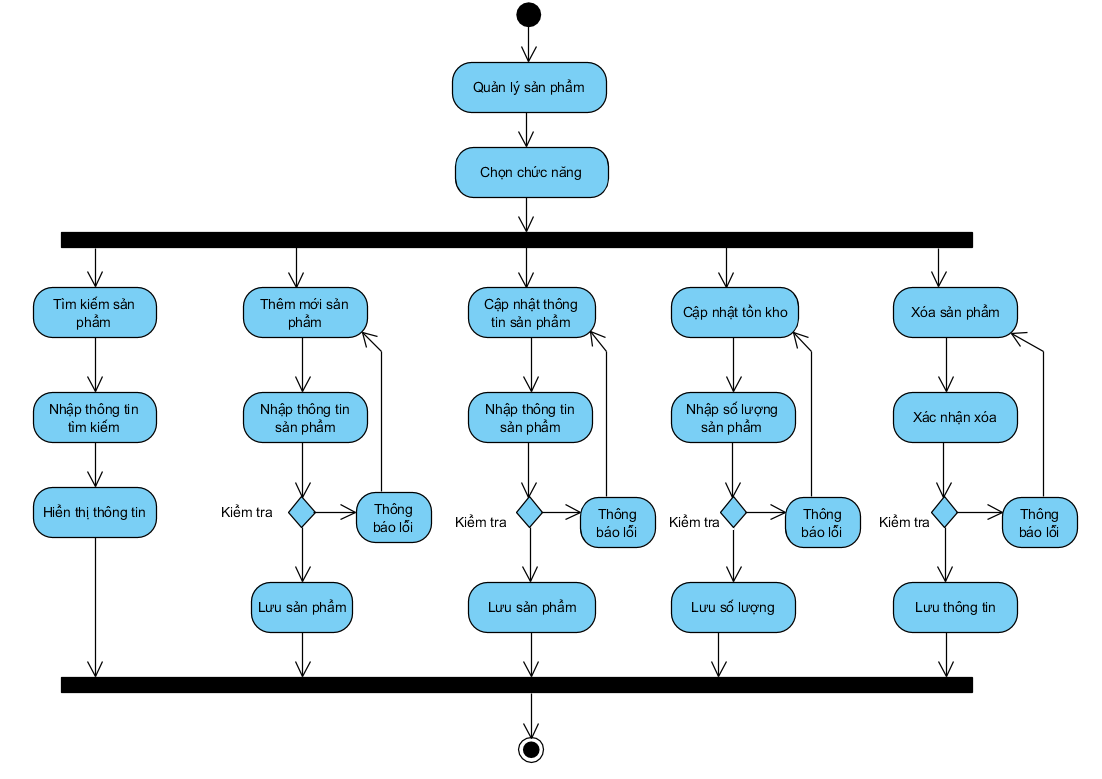 Quản lý sản phẩm
Chọn chức năng
Tìm kiếm sản
phẩm
Thêm mới sản
phẩm
Cập nhật thông
tin sản phẩm
Cập nhật tồn kho
Xóa sản phẩm
Nhập thông tin
tìm kiếm
Nhập thông tin
sản phẩm
Nhập thông tin
sản phẩm
Nhập số lượng
sản phẩm
Xác nhận xóa
Hiển thị thông tin
Kiểm tra
Thông
báo lỗi
Kiểm tra
Thông
báo lỗi
Kiểm tra
Thông
báo lỗi
Kiểm tra
Thông
báo lỗi
Lưu sản phẩm
Lưu sản phẩm
Lưu số lượng
Lưu thông tin